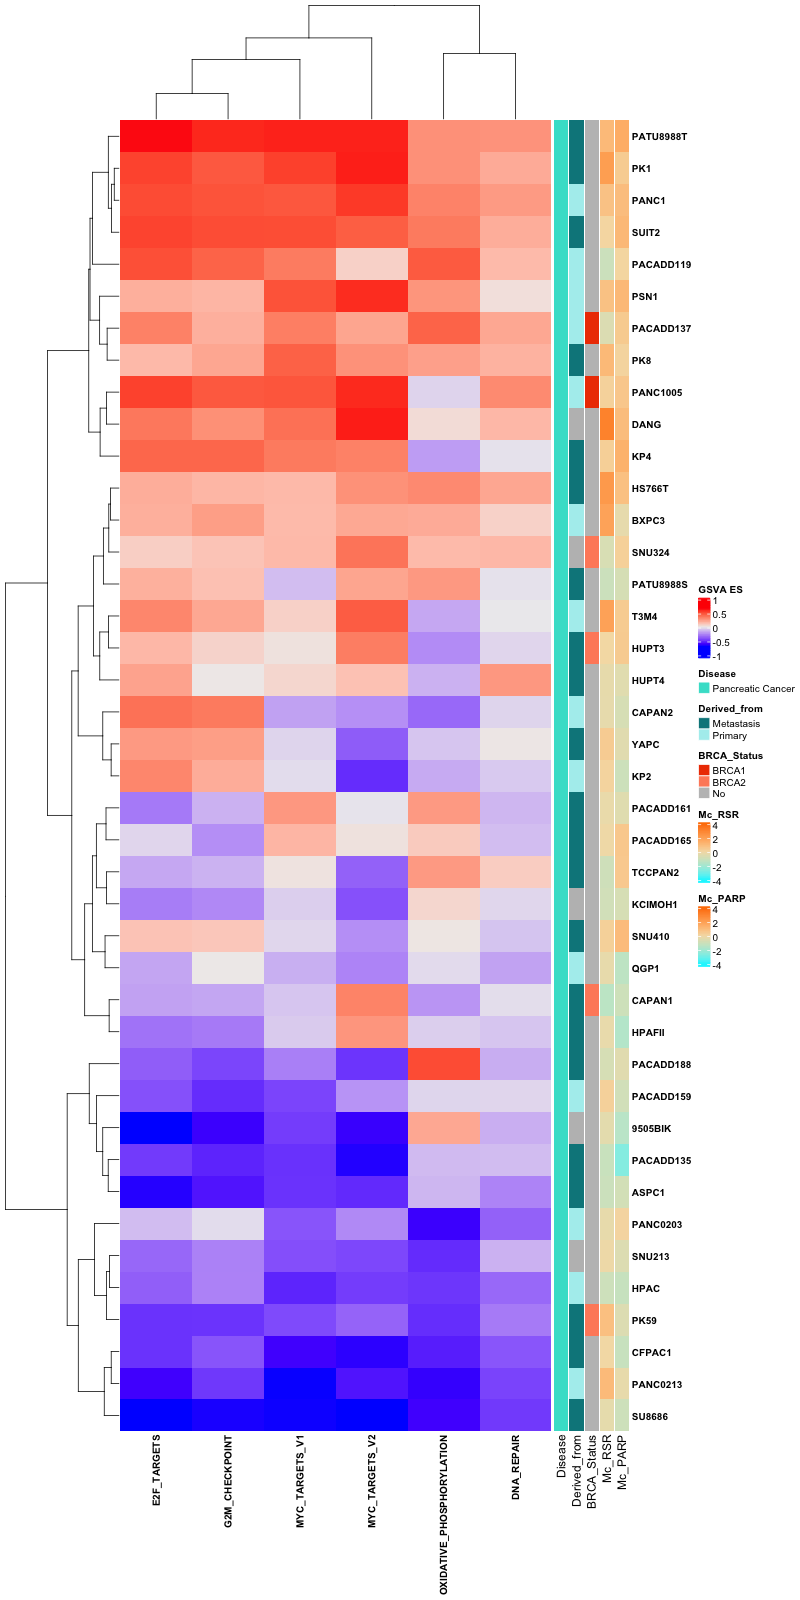 PATU8988T
PK1
PANC1
SUIT2
PACADD119
PSN1
PACADD137
PK8
PANC1005
DANG
KP4
HS766T
BXPC3
SNU324
PATU8988S
T3M4
HUPT3
HUPT4
CAPAN2
YAPC
KP2
PACADD161
PACADD165
TCCPAN2
KCIMOH1
SNU410
QGP1
CAPAN1
HPAFII
PACADD188
PACADD159
9505BIK
PACADD135
ASPC1
PANC0203
SNU213
HPAC
PK59
CFPAC1
PANC0213
SU8686
GSVA ES
1
0.5
0
-0.5
-1
Disease
Pancreatic Cancer
Derived_from
Metastasis
Primary
BRCA_Status
BRCA1
BRCA2
No
Mc_RSR
4
2
0
-2
-4
Mc_PARP
4
2
0
-2
-4
E2F_TARGETS
G2M_CHECKPOINT
MYC_TARGETS_V1
MYC_TARGETS_V2
OXIDATIVE_PHOSPHORYLATION
DNA_REPAIR
Disease
Derived_from
BRCA_Status
Mc_RSR
Mc_PARP